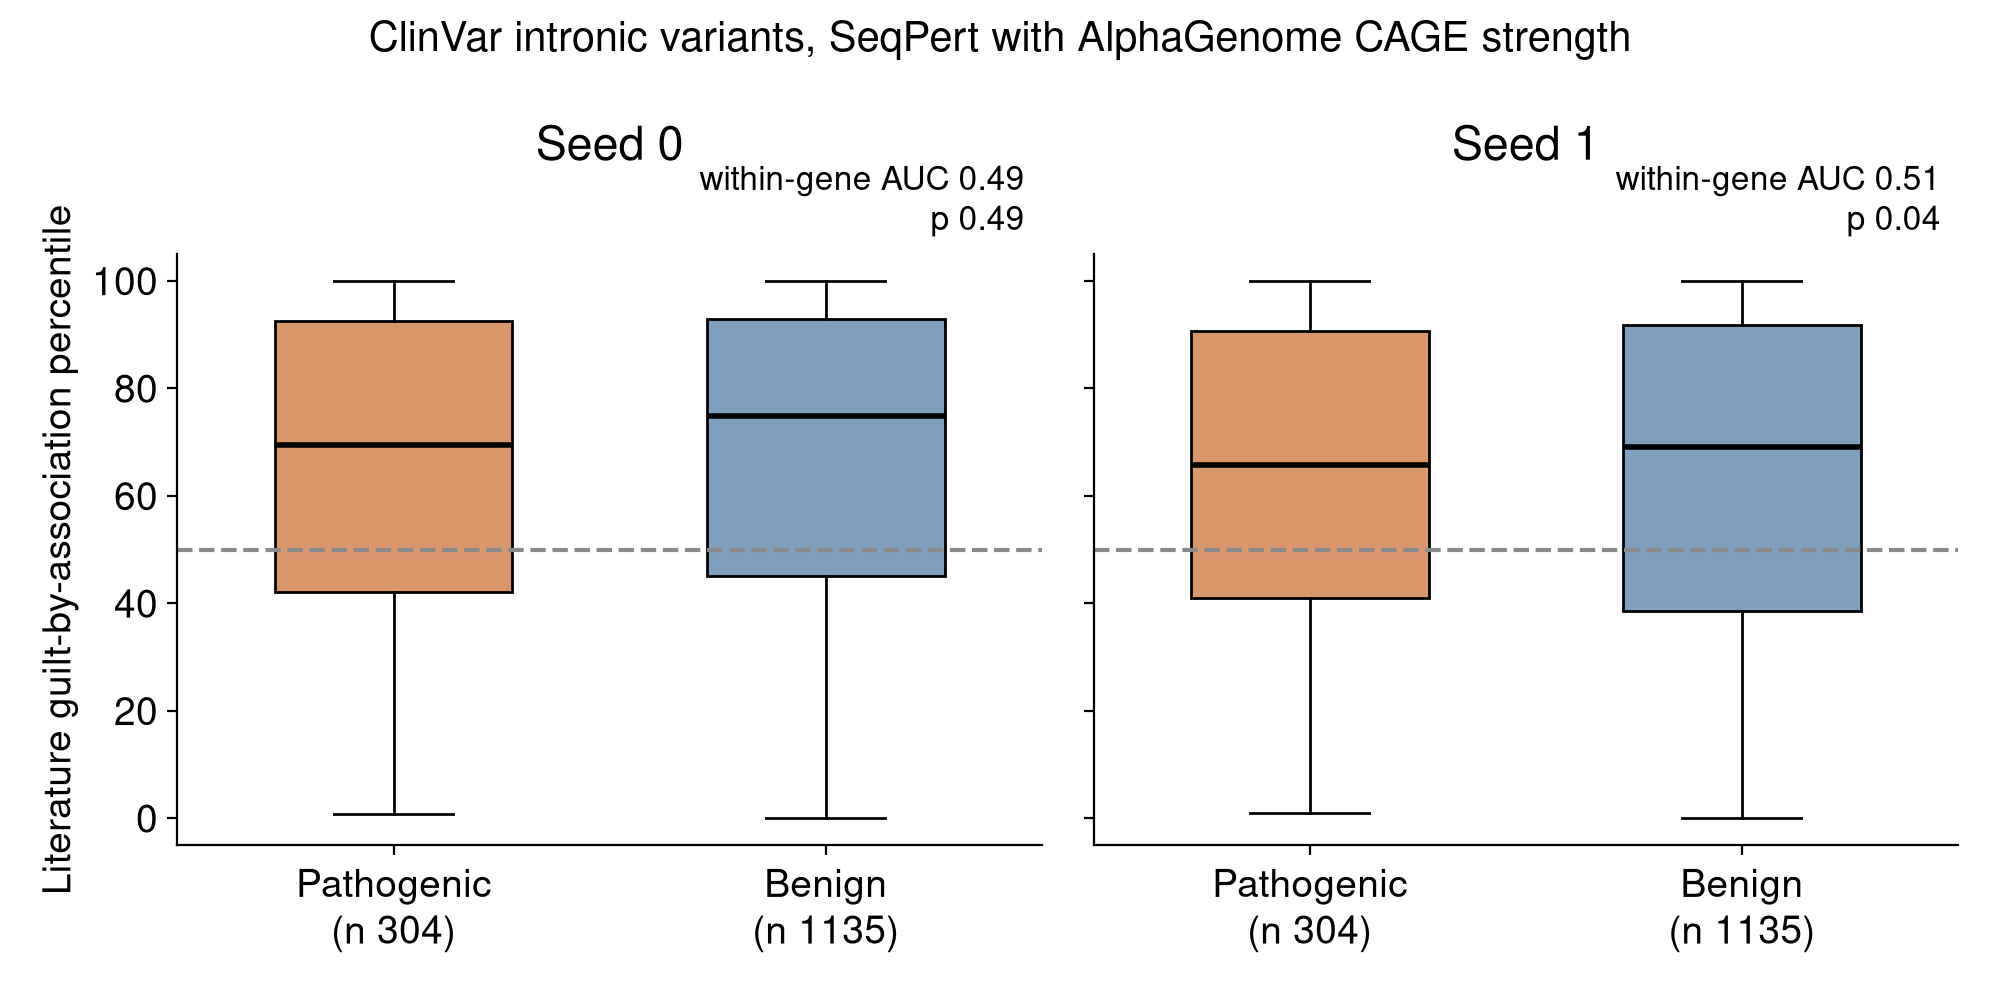 ClinVar intronic variants, SeqPert with AlphaGenome CAGE strength
Seed 0
within-gene AUC 0.49
p 0.49
Seed 1
within-gene AUC 0.51
p 0.04
Literature guilt-by-association percentile
100
80
60
40
20
0
Pathogenic
(n 304)
Benign
(n 1135)
Pathogenic
(n 304)
Benign
(n 1135)